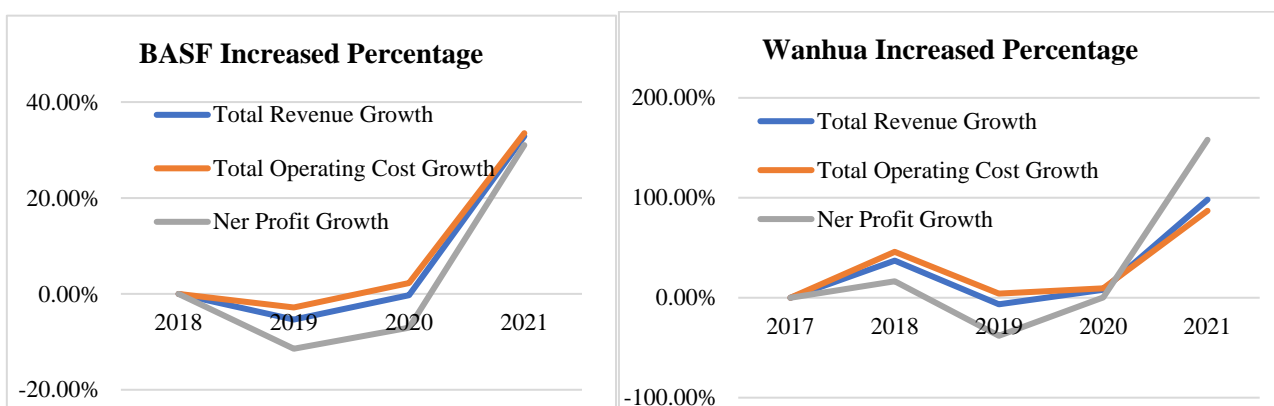 BASF Increased Percentage
40.00%
Total Revenue Growth
Total Operating Cost Growth
20.00%
Ner Profit Growth
0.00%
2018 2019 2020 2021
-20.00%
Wanhua Increased Percentage
200.00%
Total Revenue Growth
Total Operating Cost Growth
100.00%
Ner Profit Growth
0.00%
2017 2018 2019 2020 2021
-100.00%